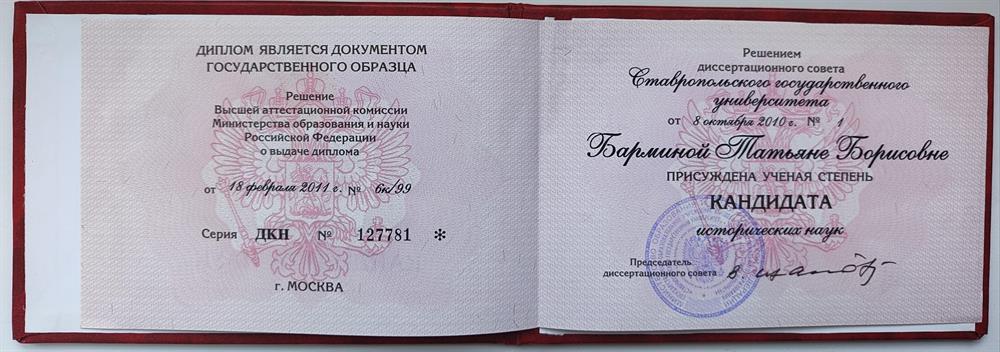 ДИПЛОМ ЯВЛЯЕТСЯ ДОКУМЕНТОМ
ГОСУДАРСТВЕННОГО ОБРАЗЦА
Решение
Высшей аттестационной комиссии
Министерства образования и науки
Российской Федерации
о выдаче диплома
от 18 февраля 2011 г. № 6к/99
Серия ДКН № 127781 *
г. МОСКВА
Решением
диссертационного совета
Ставропольского государственного
университета
от 8 октября 2010 г. № 1
Барминой Татьяне Борисовне
ПРИСУЖДЕНА УЧЕНАЯ СТЕПЕНЬ
КАНДИДАТА
исторических наук
Председатель
диссертационного совета